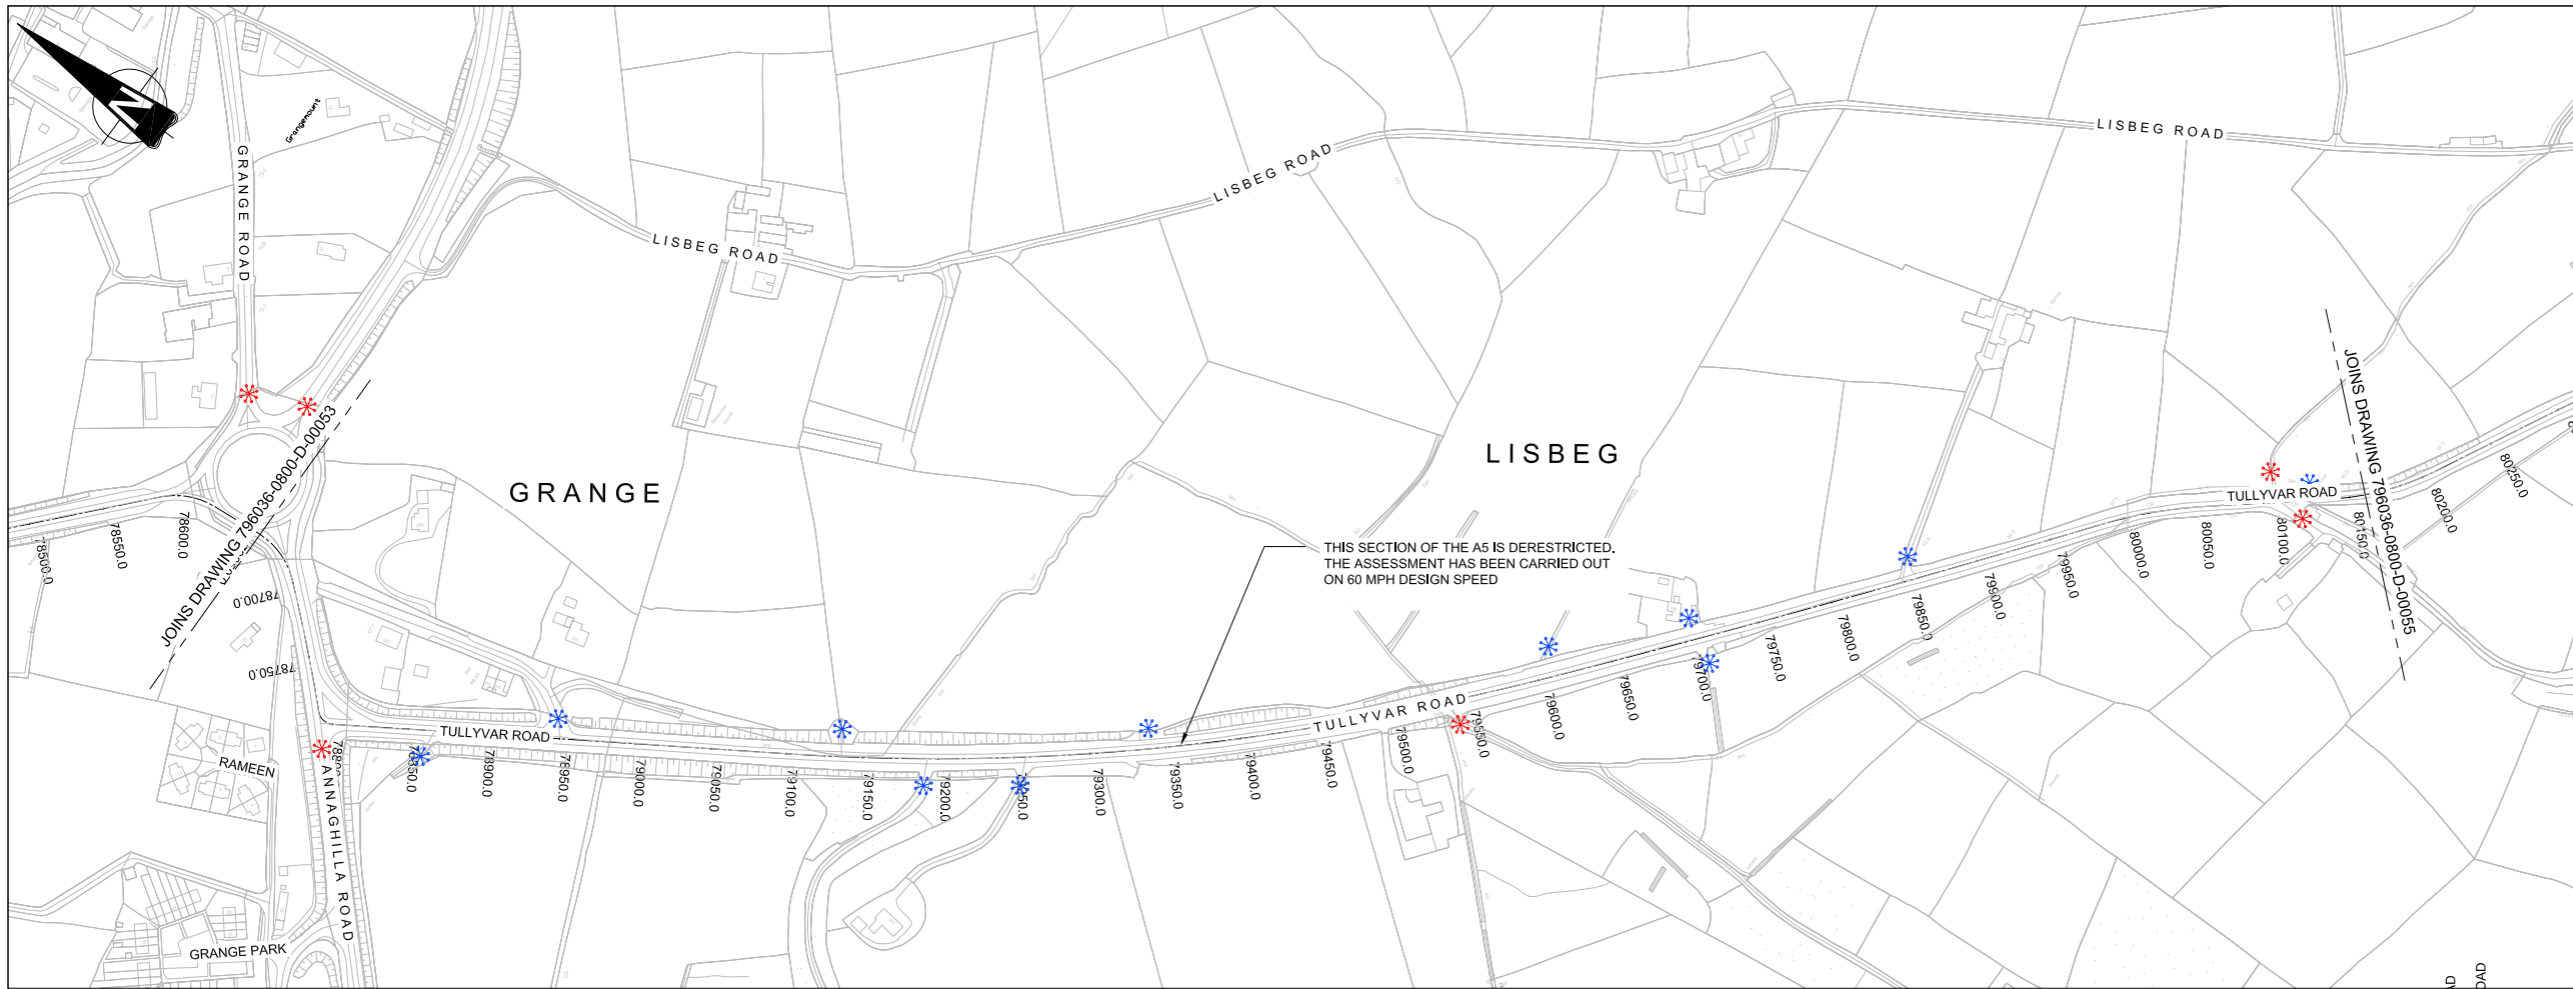 N
Grangemount
GRANGE ROAD
LISBEG ROAD
LISBEG ROAD
LISBEG ROAD
JOINS DRAWING 796036-0800-D-00053
GRANGE
LISBEG
JOINS DRAWING 796036-0800-D-00055
THIS SECTION OF THE A5 IS DERESTRICTED.
THE ASSESSMENT HAS BEEN CARRIED OUT
ON 60 MPH DESIGN SPEED
TULLYVAR ROAD
TULLYVAR ROAD
TULLYVAR ROAD
RAMEEN
ANNAGHILLA ROAD
GRANGE PARK
78500.0
78550.0
78600.0
78700.0
78750.0
78850.0
78900.0
78950.0
79000.0
79050.0
79100.0
79150.0
79200.0
79300.0
79350.0
79400.0
79450.0
79500.0
79550.0
79600.0
79650.0
79700.0
79750.0
79800.0
79850.0
79900.0
79950.0
80000.0
80050.0
80100.0
80150.0
80200.0
80250.0